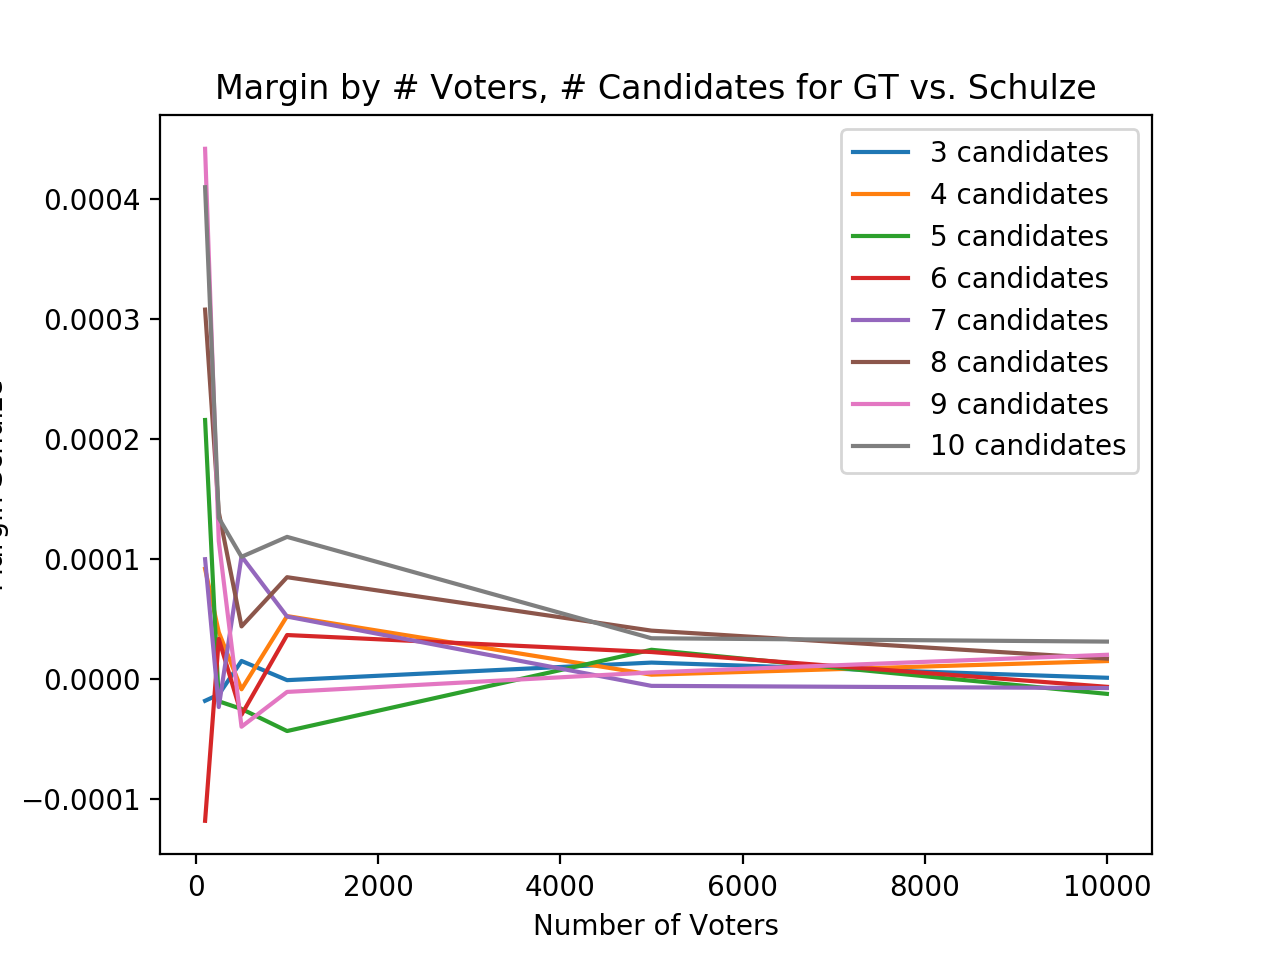 Margin by # Voters, # Candidates for GT vs. Schulze
3 candidates
4 candidates
5 candidates
6 candidates
7 candidates
8 candidates
9 candidates
10 candidates
0.0004
0.0003
0.0002
0.0001
0.0000
−0.0001
0
2000
4000
6000
8000
10000
Number of Voters